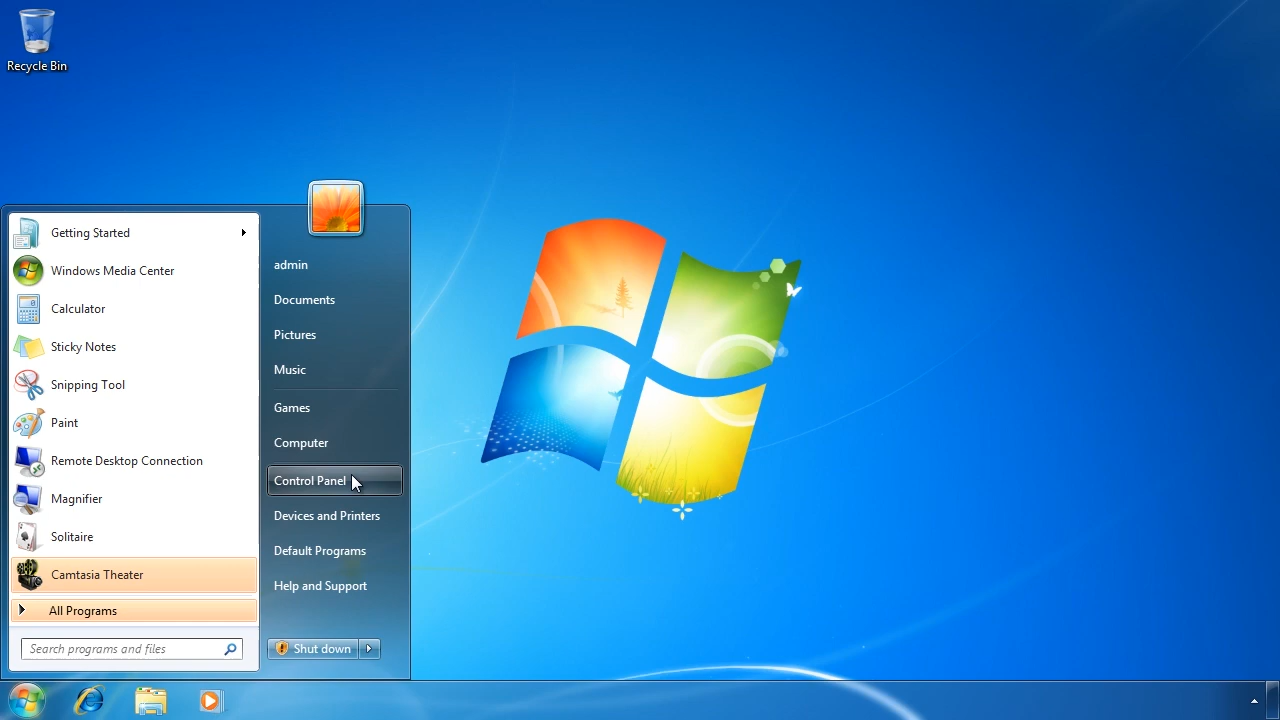 Recycle Bin
Getting Started
Windows Media Center
Calculator
Sticky Notes
Snipping Tool
Paint
Remote Desktop Connection
Magnifier
Solitaire
Camtasia Theater
All Programs
Search programs and files
admin
Documents
Pictures
Music
Games
Computer
Control Panel
Devices and Printers
Default Programs
Help and Support
Shut down